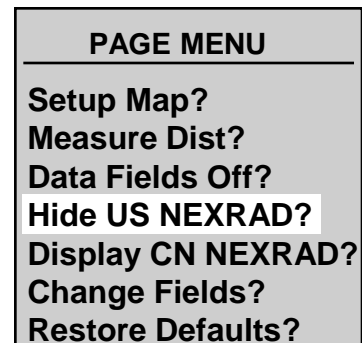 PAGE MENU
Setup Map?
Measure Dist?
Data Fields Off?
Hide US NEXRAD?
Display CN NEXRAD?
Change Fields?
Restore Defaults?